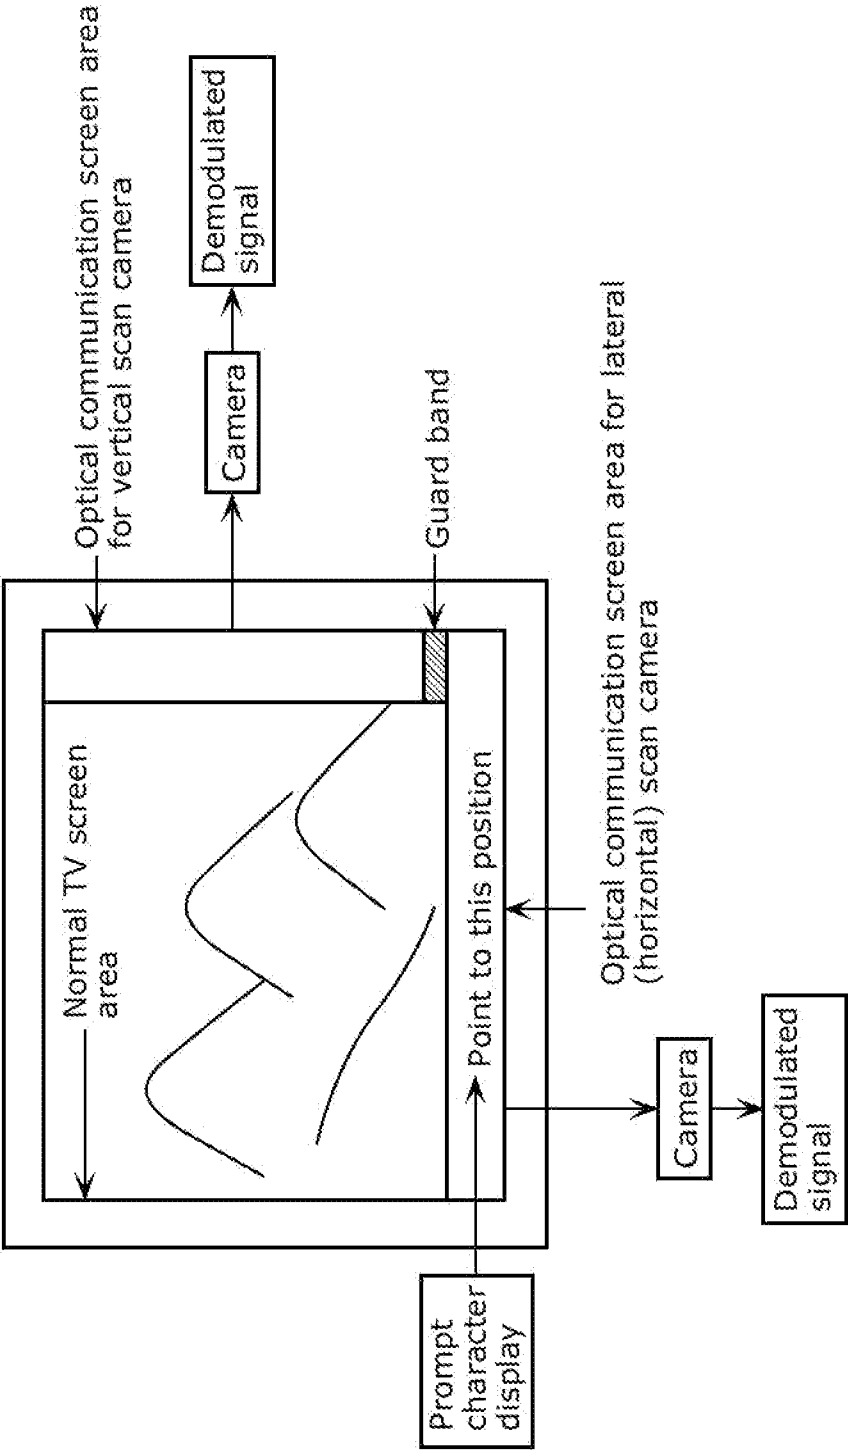 Optical communication screen area
for vertical scan camera
Demodulated
signal
Camera
Guard band
Normal TV screen
area
Point to this position
Optical communication screen area for lateral
(horizontal) scan camera
Camera
Demodulated
signal
Prompt
character
display